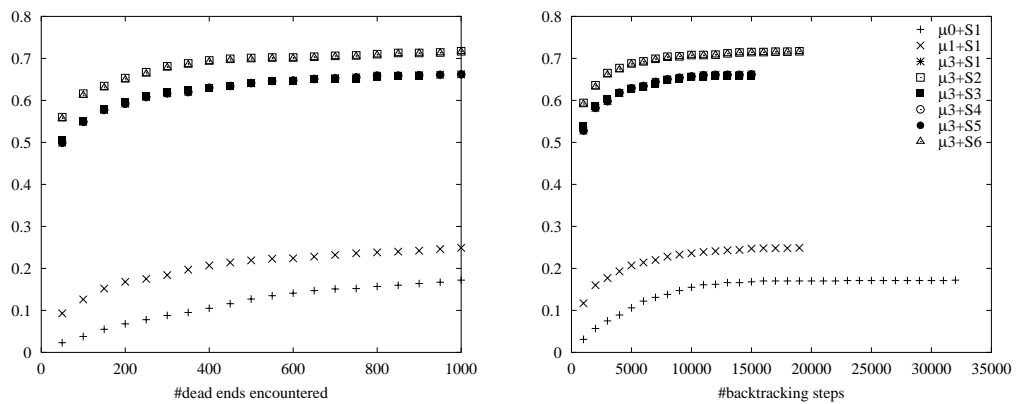 0.8
0.7
0.6
0.5
0.4
0.3
0.2
0.1
0
0 200 400 600 800 1000
#dead ends encountered
0.8
0.7
0.6
0.5
0.4
0.3
0.2
0.1
0
0 5000 10000 15000 20000 25000 30000 35000
#backtracking steps
μ0+S1
μ1+S1
μ3+S1
μ3+S2
μ3+S3
μ3+S4
μ3+S5
μ3+S6